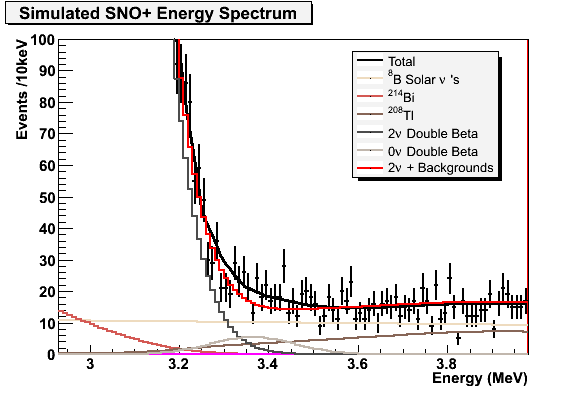 Simulated SNO+ Energy Spectrum
Events /10keV
100
90
80
70
60
50
40
30
20
10
0
Total
⁸B Solar ν 's
²¹⁴Bi
²⁰⁸Tl
2ν Double Beta
0ν Double Beta
2ν + Backgrounds
3 3.2 3.4 3.6 3.8
Energy (MeV)